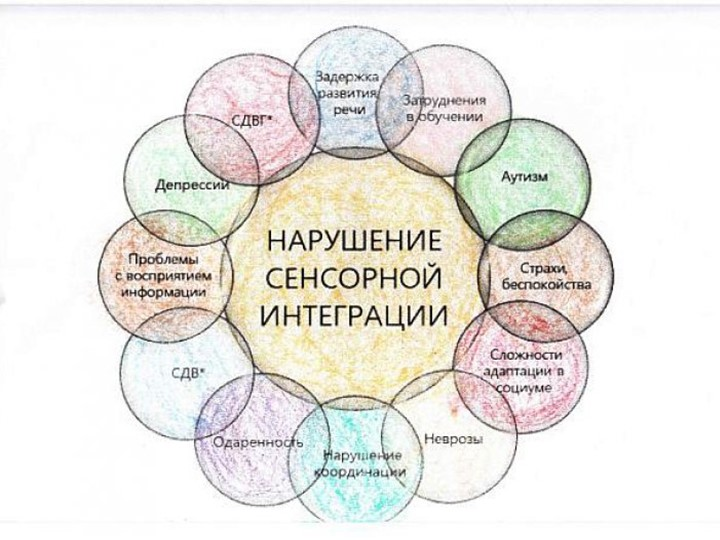 НАРУШЕНИЕ
СЕНСОРНОЙ
ИНТЕГРАЦИИ
Задержка
развития
речи
Затруднения
в обучении
Аутизм
Страхи,
беспокойства
Сложности
адаптации в
социуме
Неврозы
Нарушение
координации
Одаренность
СДВ*
Проблемы
с восприятием
информации
Депрессии
СДВГ*